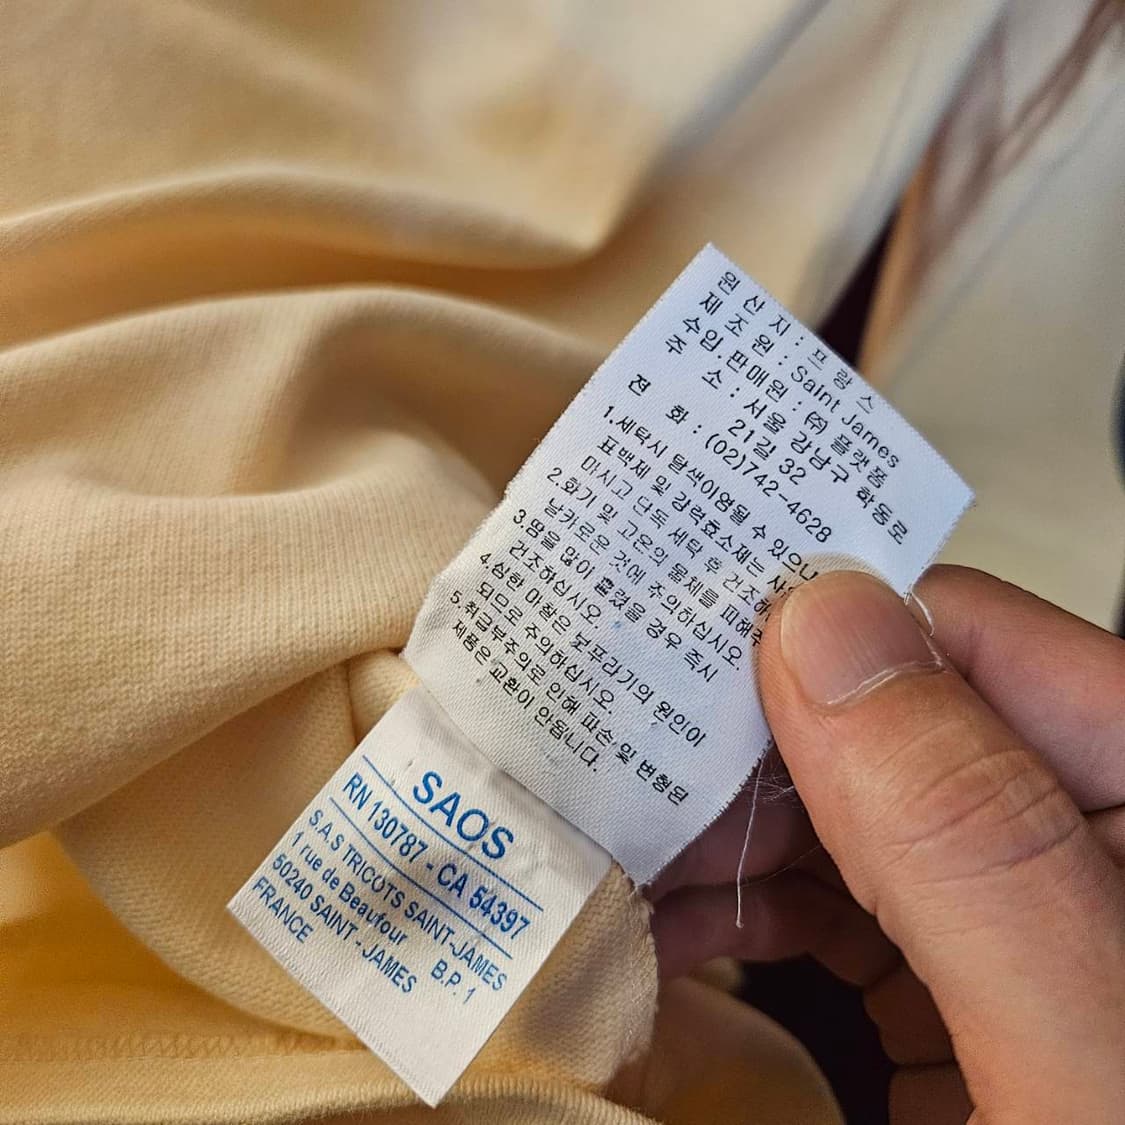 원 산 지 : 프 랑 스
제 조 원 : Saint James
수입.판매원 : ㈜ 플랫폼
주 소 : 서울 강남구 학동로
21길 32
전 화 : (02)742-4628
1.세탁시 탈색이염될 수 있으니
표백제 및 강력효소제는
마시고 단독 세탁 후
2.화기 및 고온의 물체를 피해주
날카로운 것에 주의하십시오.
3.땀을 많이 흘렸을 경우 즉시
건조하십시오.
4.심한 마찰은 보푸라기의 원인이
되므로 주의하십시오.
5.취급부주의로 인해 파손 및 변형된
제품은 교환이 안됩니다.
SAOS
RN 130787 - CA 54397
S.A.S TRICOTS SAINT-JAMES
1 rue de Beaufour B.P. 1
50240 SAINT - JAMES
FRANCE